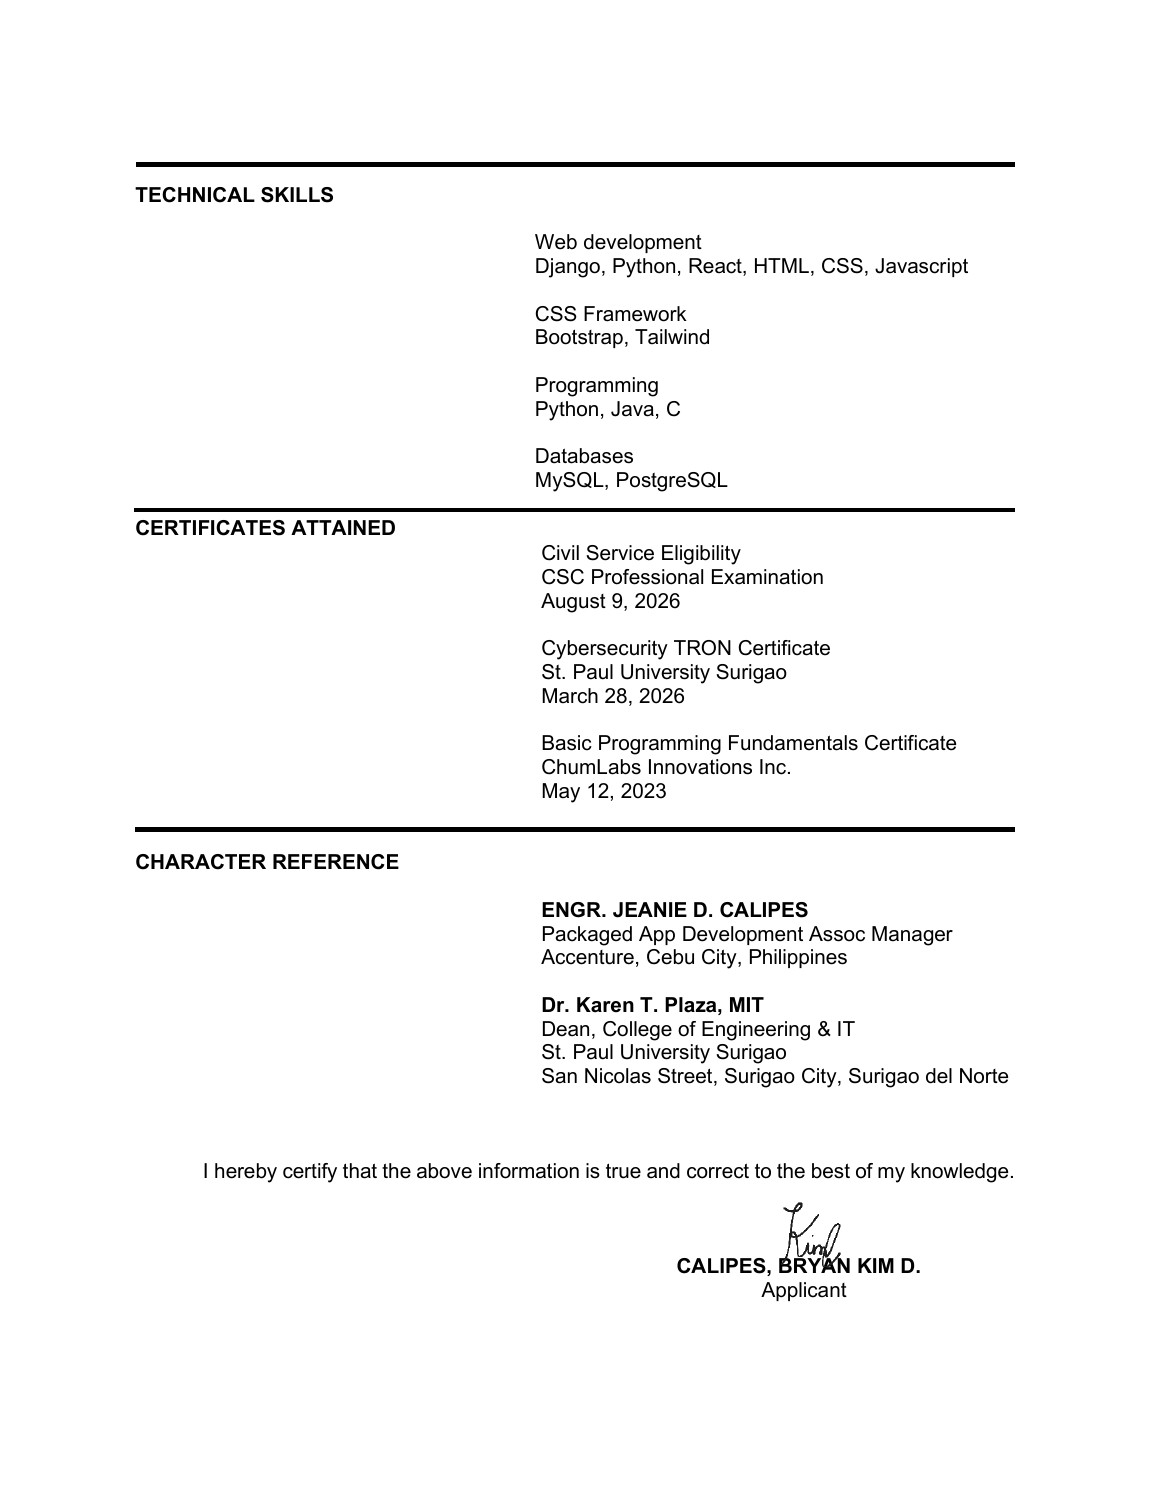 TECHNICAL SKILLS
Web development
Django, Python, React, HTML, CSS, Javascript
CSS Framework
Bootstrap, Tailwind
Programming
Python, Java, C
Databases
MySQL, PostgreSQL
CERTIFICATES ATTAINED
Civil Service Eligibility
CSC Professional Examination
August 9, 2026
Cybersecurity TRON Certificate
St. Paul University Surigao
March 28, 2026
Basic Programming Fundamentals Certificate
ChumLabs Innovations Inc.
May 12, 2023
CHARACTER REFERENCE
ENGR. JEANIE D. CALIPES
Packaged App Development Assoc Manager
Accenture, Cebu City, Philippines
Dr. Karen T. Plaza, MIT
Dean, College of Engineering & IT
St. Paul University Surigao
San Nicolas Street, Surigao City, Surigao del Norte
I hereby certify that the above information is true and correct to the best of my knowledge.
Kim
CALIPES, BRYAN KIM D.
Applicant